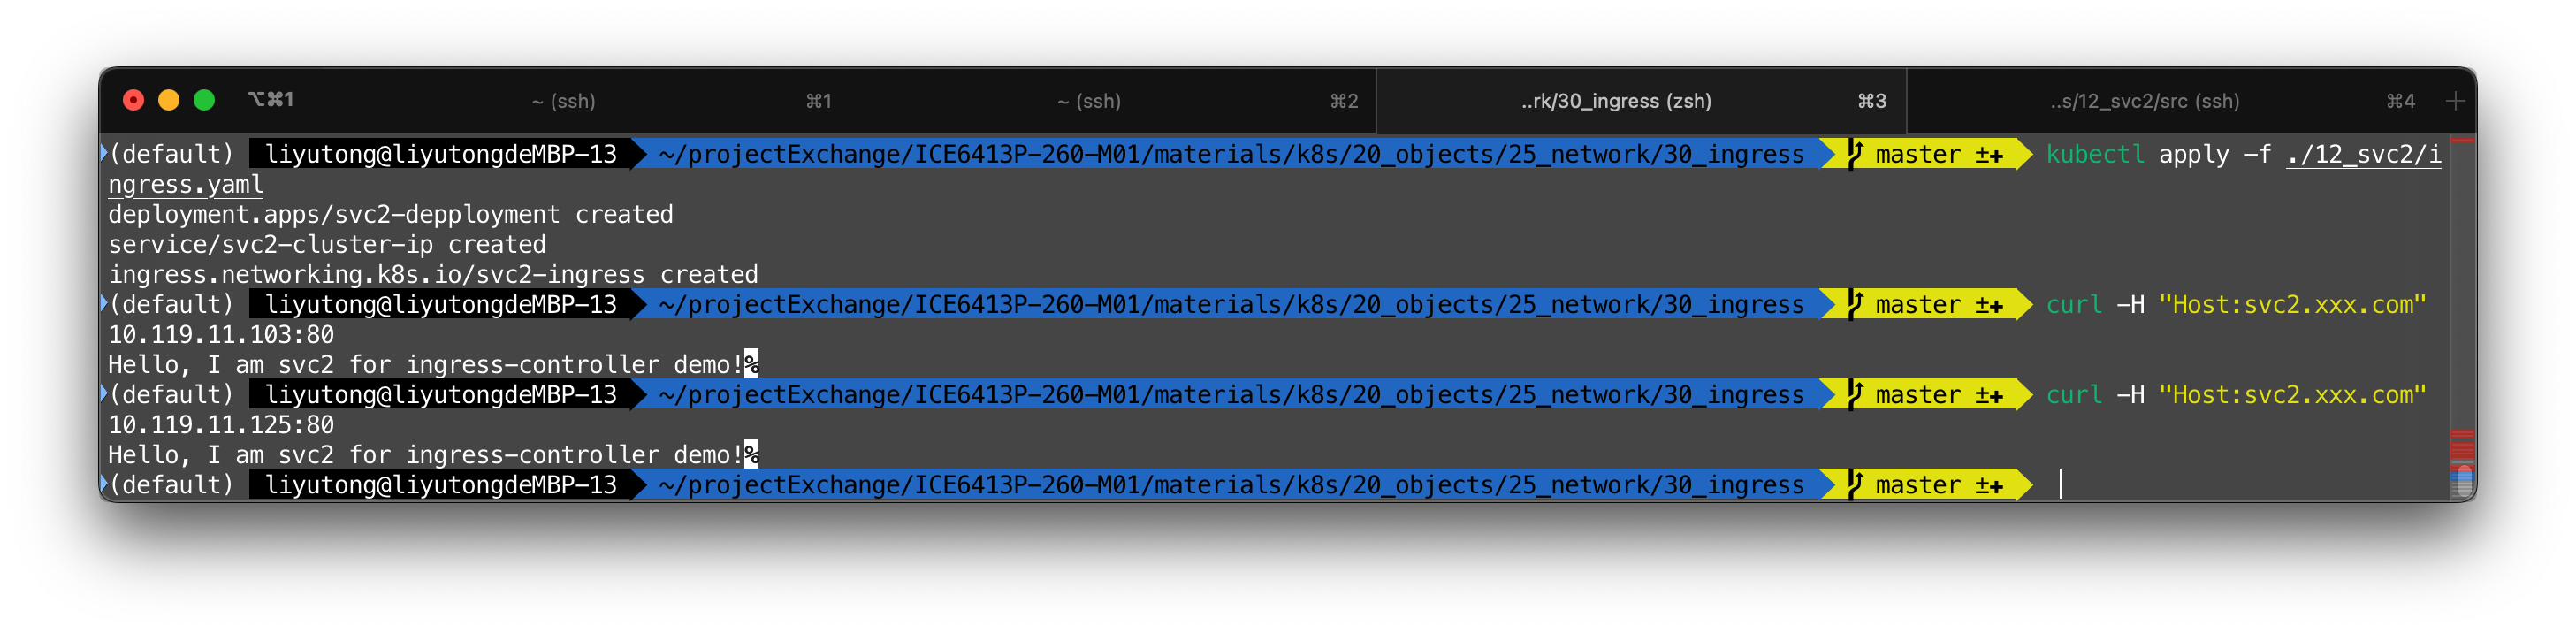 ⌥⌘1 ~ (ssh) ⌘1 ~ (ssh) ⌘2 ..rk/30_ingress (zsh) ⌘3 ..s/12_svc2/src (ssh) ⌘4 +
(default) liyutong@liyutongdeMBP-13 ~/projectExchange/ICE6413P-260-M01/materials/k8s/20_objects/25_network/30_ingress master ±✚ kubectl apply -f ./12_svc2/i
ngress.yaml
deployment.apps/svc2-depployment created
service/svc2-cluster-ip created
ingress.networking.k8s.io/svc2-ingress created
(default) liyutong@liyutongdeMBP-13 ~/projectExchange/ICE6413P-260-M01/materials/k8s/20_objects/25_network/30_ingress master ±✚ curl -H "Host:svc2.xxx.com"
10.119.11.103:80
Hello, I am svc2 for ingress-controller demo!%
(default) liyutong@liyutongdeMBP-13 ~/projectExchange/ICE6413P-260-M01/materials/k8s/20_objects/25_network/30_ingress master ±✚ curl -H "Host:svc2.xxx.com"
10.119.11.125:80
Hello, I am svc2 for ingress-controller demo!%
(default) liyutong@liyutongdeMBP-13 ~/projectExchange/ICE6413P-260-M01/materials/k8s/20_objects/25_network/30_ingress master ±✚